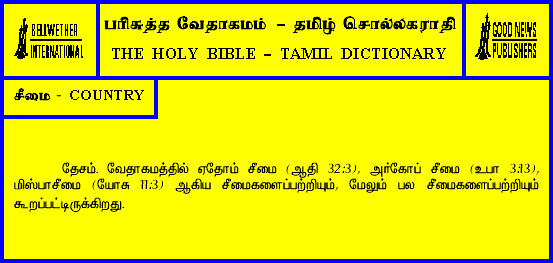 BELLWETHER
INTERNATIONAL
பரிசுத்த வேதாகமம் – தமிழ் சொல்லகராதி
THE HOLY BIBLE – TAMIL DICTIONARY
GOOD NEWS
PUBLISHERS
சீமை - COUNTRY
தேசம். வேதாகமத்தில் ஏதோம் சீமை (ஆதி 32:3), அர்கோப் சீமை (உபா 3:13),
மிஸ்பாசீமை (யோசு 11:3) ஆகிய சீமைகளைப்பற்றியும், மேலும் பல சீமைகளைப்பற்றியும்
கூறப்பட்டிருக்கிறது.